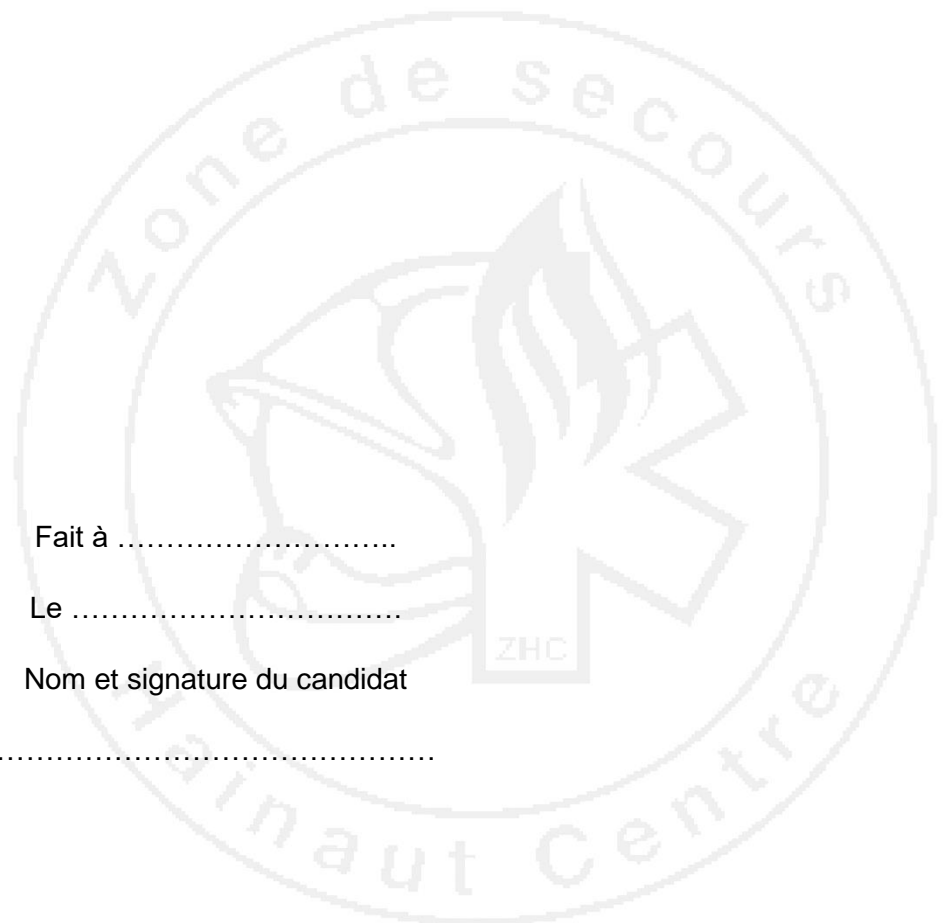 Zone de secours
Fait à ………………………..
Le ……………………………
ZHC
Nom et signature du candidat
………………………………………
Hainaut Centre